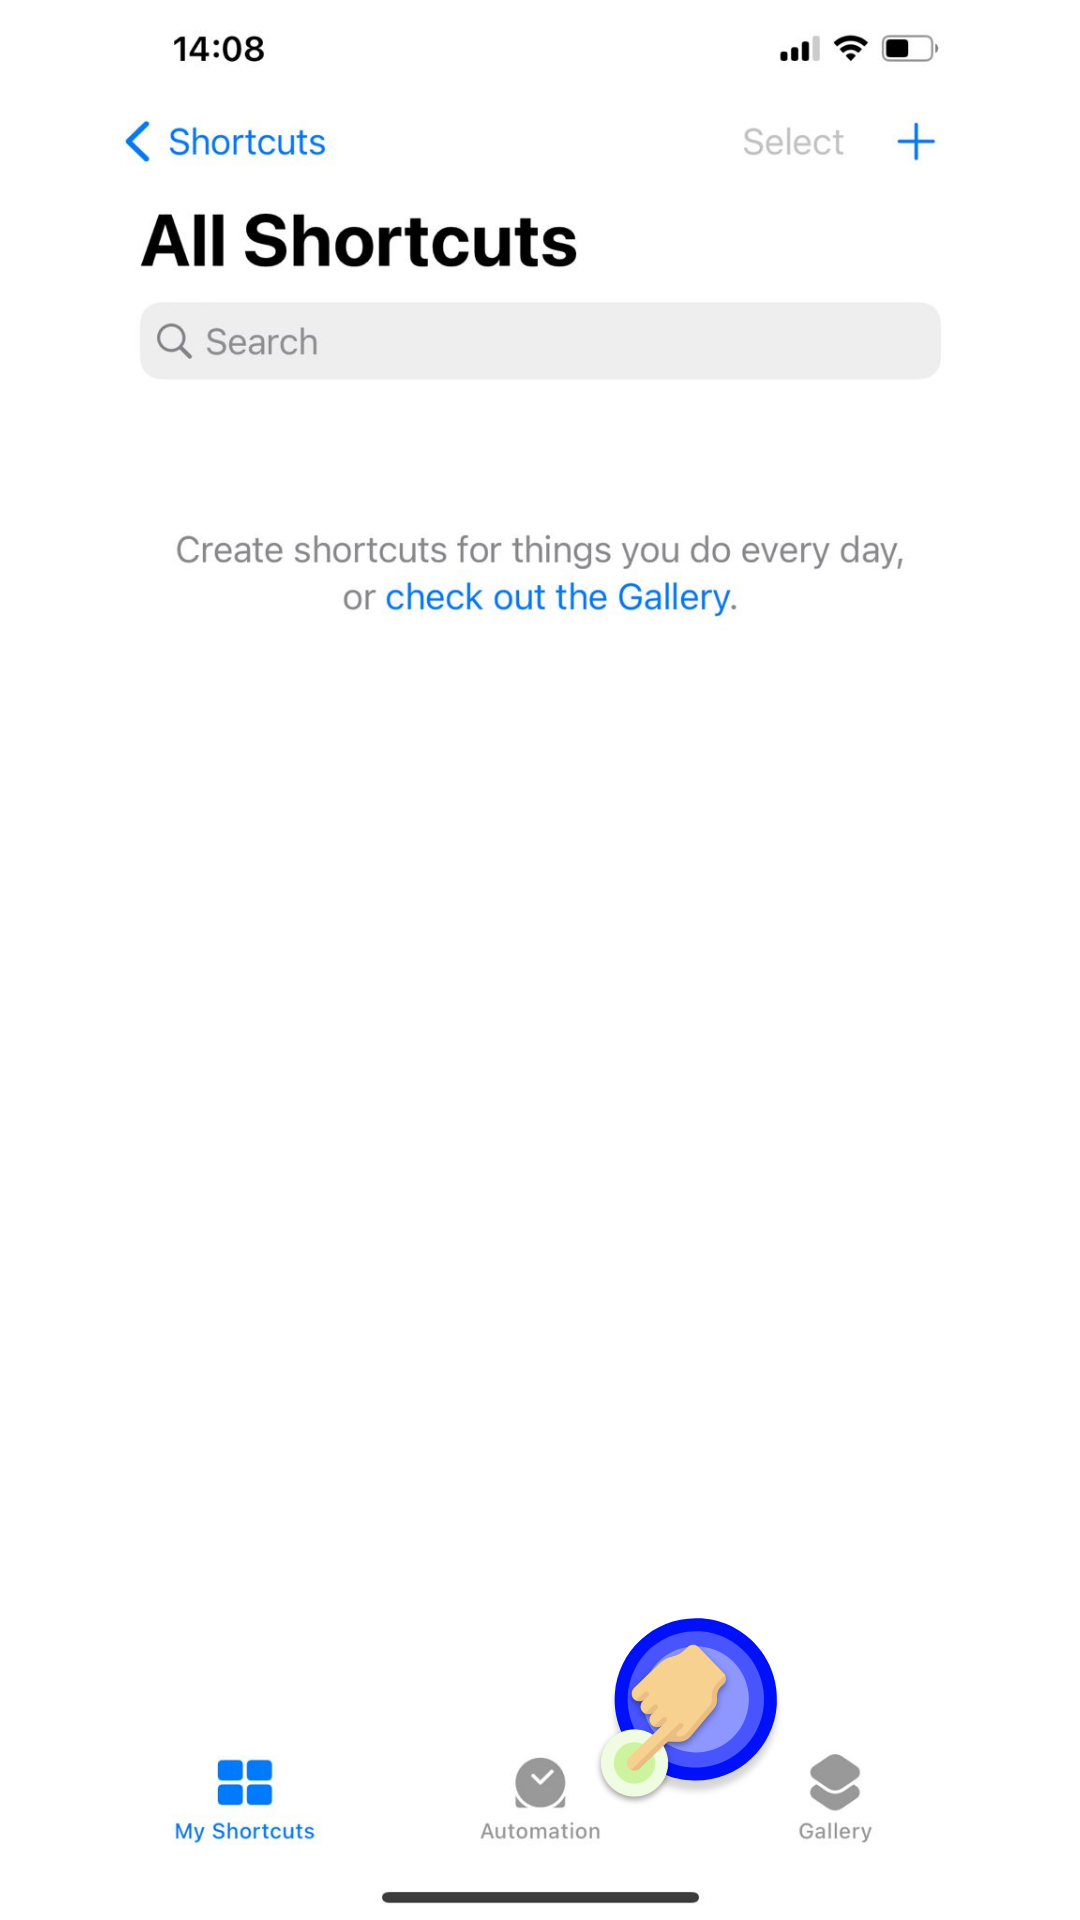 14:08
Shortcuts
Select
All Shortcuts
Search
Create shortcuts for things you do every day,
or check out the Gallery.
My Shortcuts
Automation
Gallery